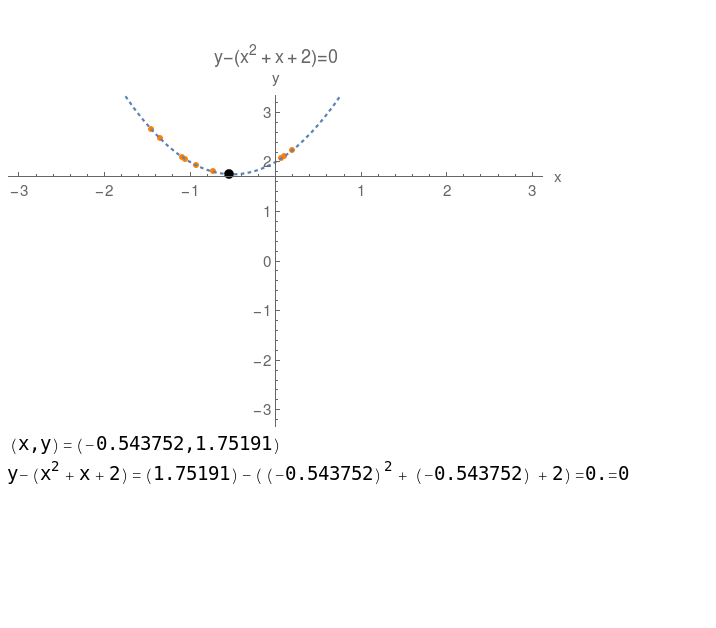 y−(x² + x + 2)=0
y
3
2
x
−3 −2 −1 1 2 3
1
0
−1
−2
−3
(x,y)=(−0.543752,1.75191)
y−(x²+x+2)=(1.75191)−((−0.543752)²+(−0.543752)+2)=0.=0